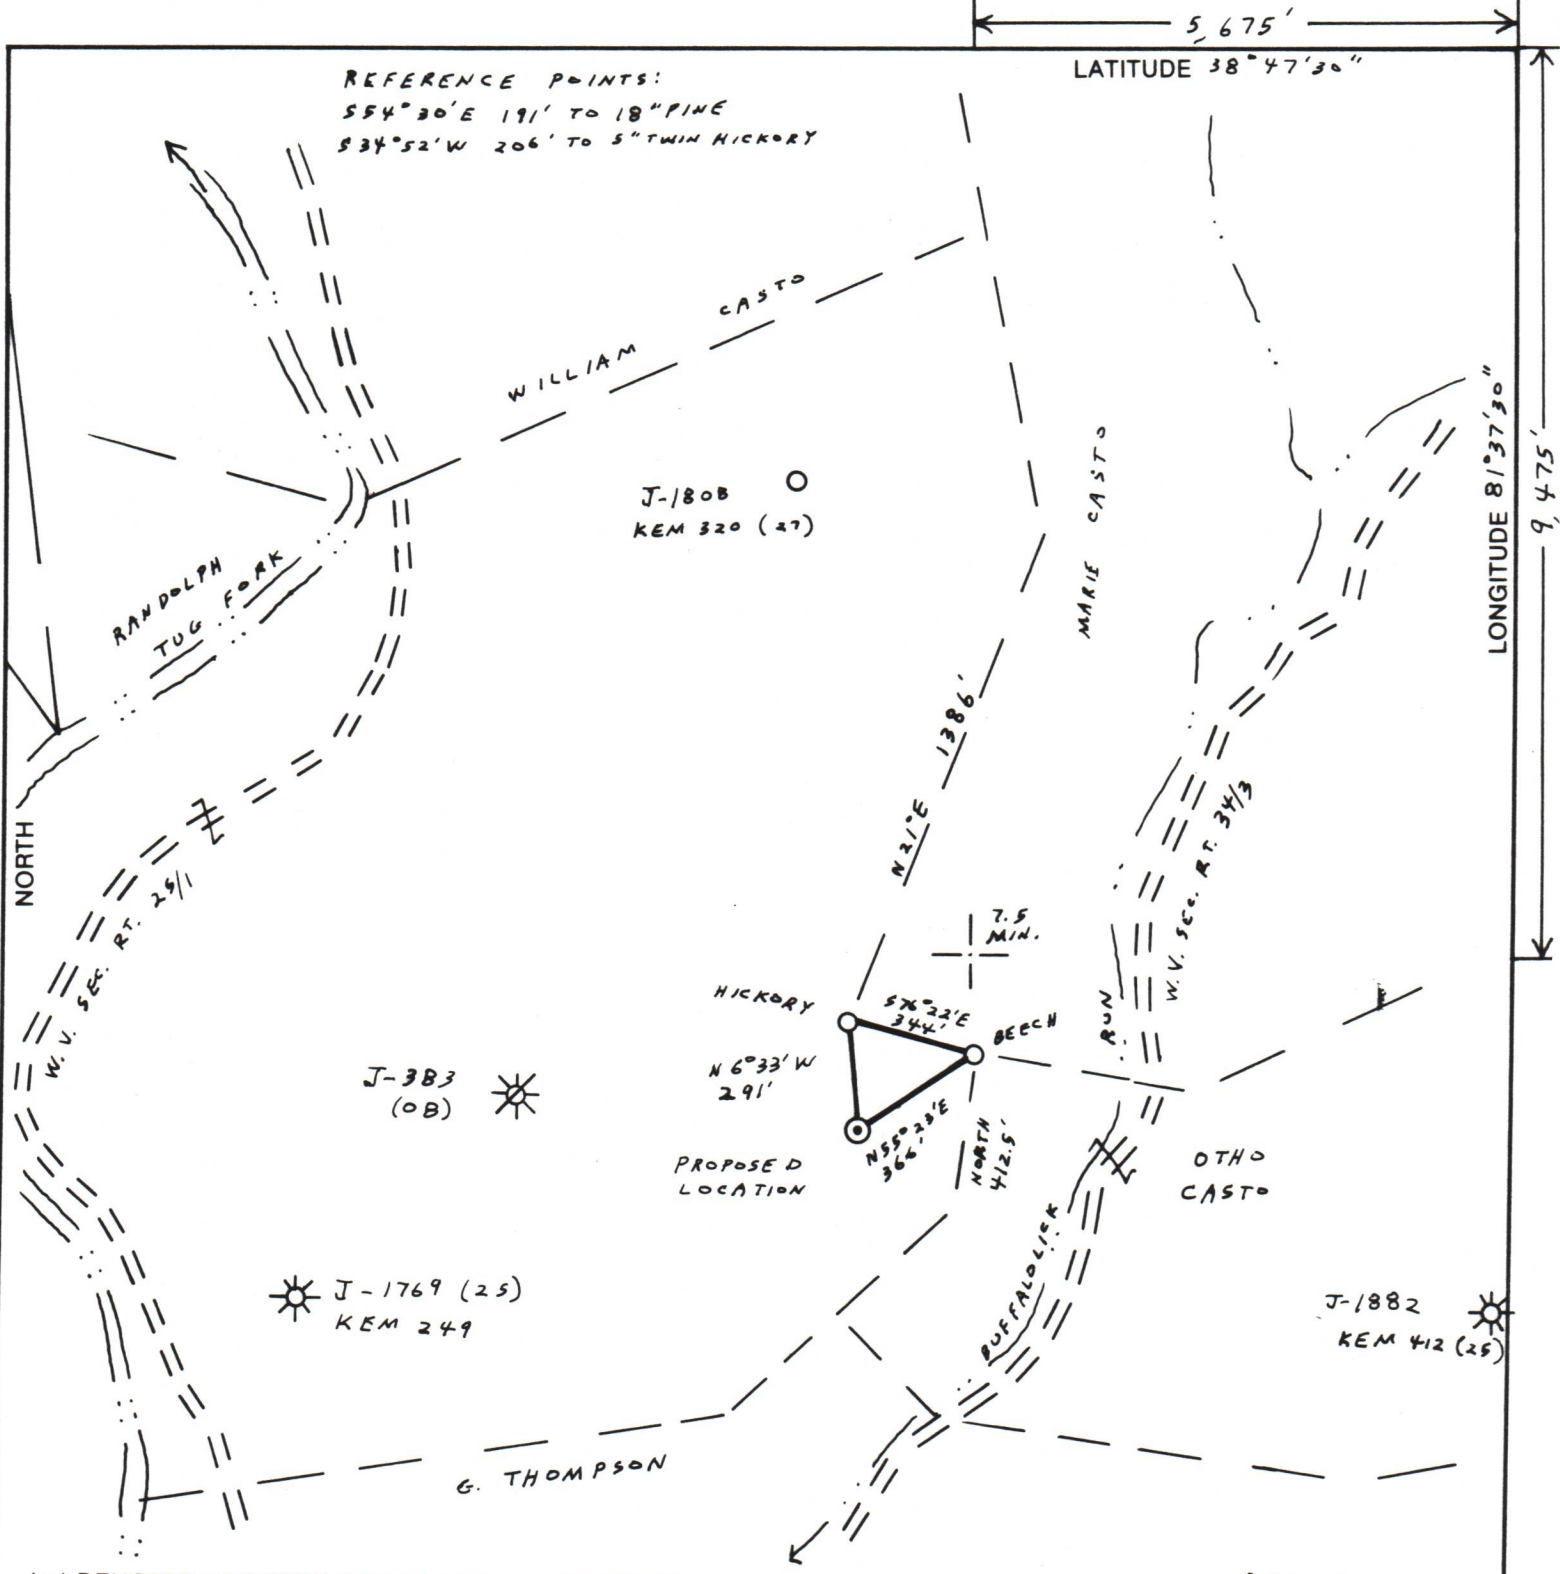 5,675'
LATITUDE 38°47'30"
REFERENCE POINTS:
S54°30'E 191' TO 18" PINE
S34°52'W 206' TO 5" TWIN HICKORY
WILLIAM CASTO
LONGITUDE 81°37'30"
9,475'
J-1808
KEM 320 (27)
MARIE CASTO
RANDOLPH
TUG FORK
N21°E 1386'
NORTH
W.V. SEC. RT. 25/1
W.V. SEC. RT. 34/3
7.5
MIN.
HICKORY
S76°22'E
344'
BEECH
N6°33'W
291'
J-383
(OB)
N55°23'E
366'
NORTH
412.5'
PROPOSED
LOCATION
OTHO
CASTO
BUFFALOLICK RUN
J-1769 (25)
KEM 249
J-1882
KEM 412 (25)
G. THOMPSON